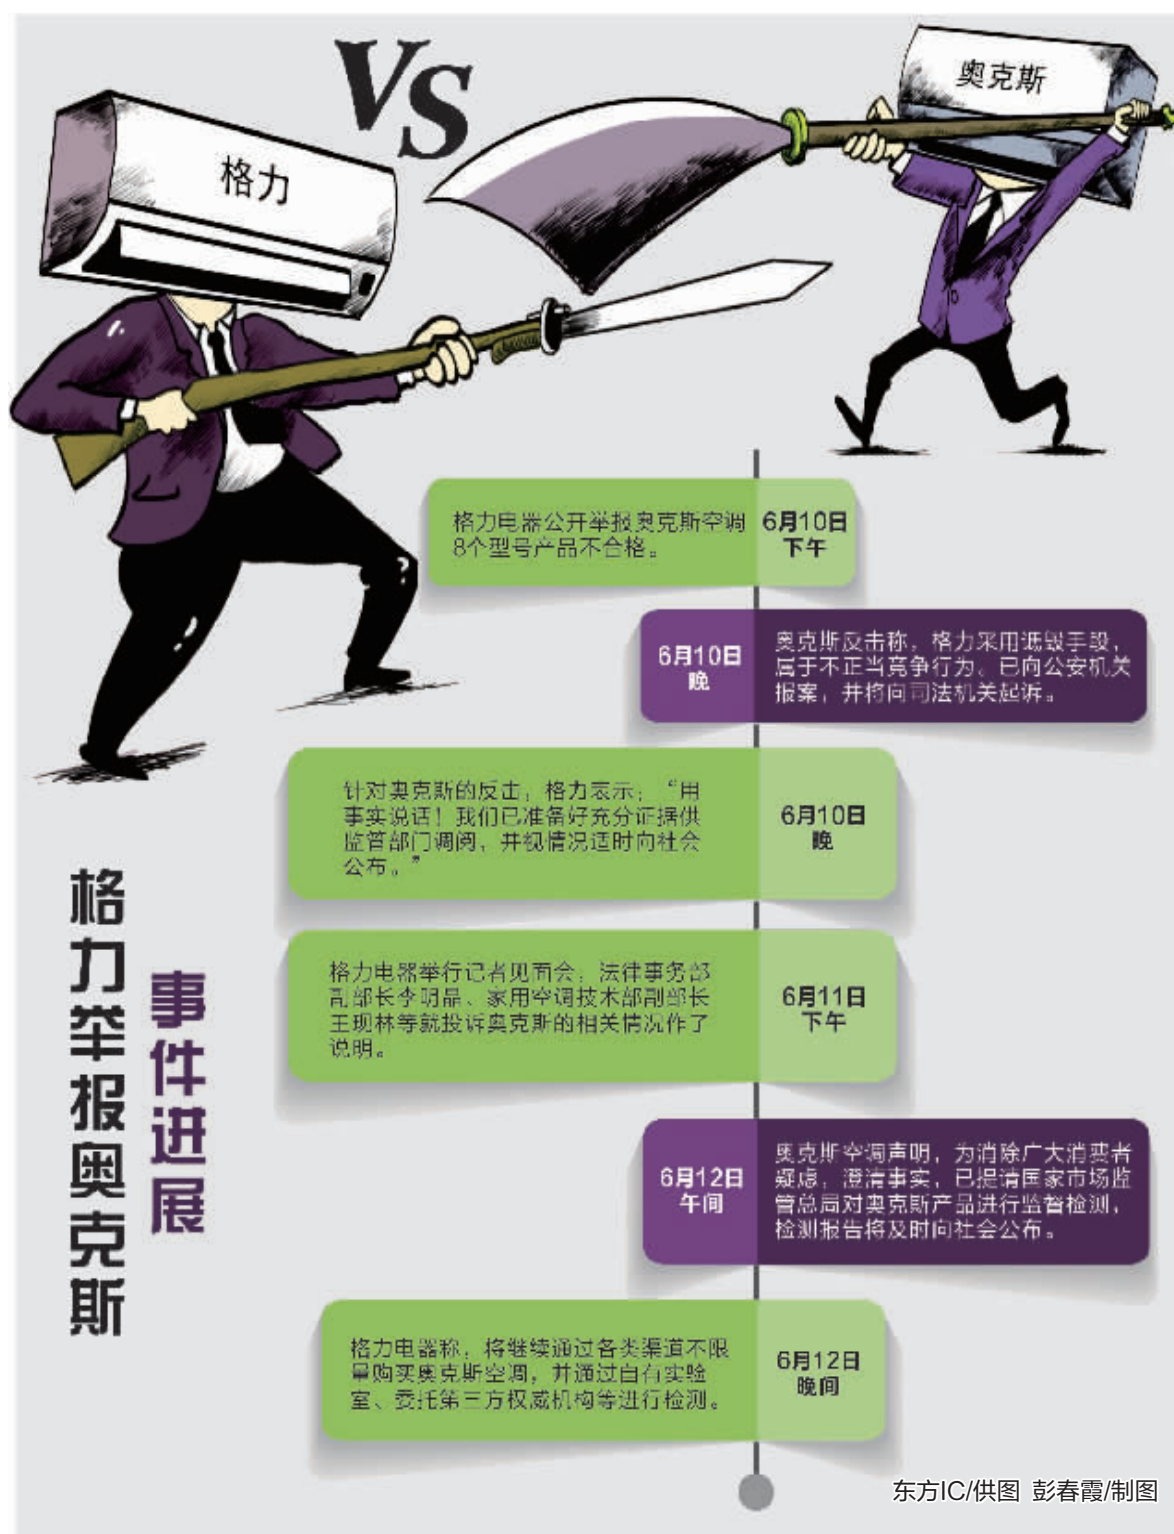 VS
格力
奥克斯
格力电器公开举报奥克斯空调
8个型号产品不合格。
6月10日
下午
6月10日
晚
奥克斯反击称，格力采用诋毁手段，
属于不正当竞争行为。已向公安机关
报案，并将向司法机关起诉。
针对奥克斯的反击，格力表示：“用
事实说话！我们已准备好充分证据供
监管部门调阅，并视情况适时向社会
公布。”
6月10日
晚
格力电器举行记者见面会，法律事务部
副部长李明晶、家用空调技术部副部长
王现林等就投诉奥克斯的相关情况作了
说明。
6月11日
下午
6月12日
午间
奥克斯空调声明，为消除广大消费者
疑虑，澄清事实，已提请国家市场监
管总局对奥克斯产品进行监督检测，
检测报告将及时向社会公布。
格力电器称，将继续通过各类渠道不限
量购买奥克斯空调，并通过自有实验
室、委托第三方权威机构等进行检测。
6月12日
晚间
格力举报奥克斯
事件进展
东方IC/供图 彭春霞/制图